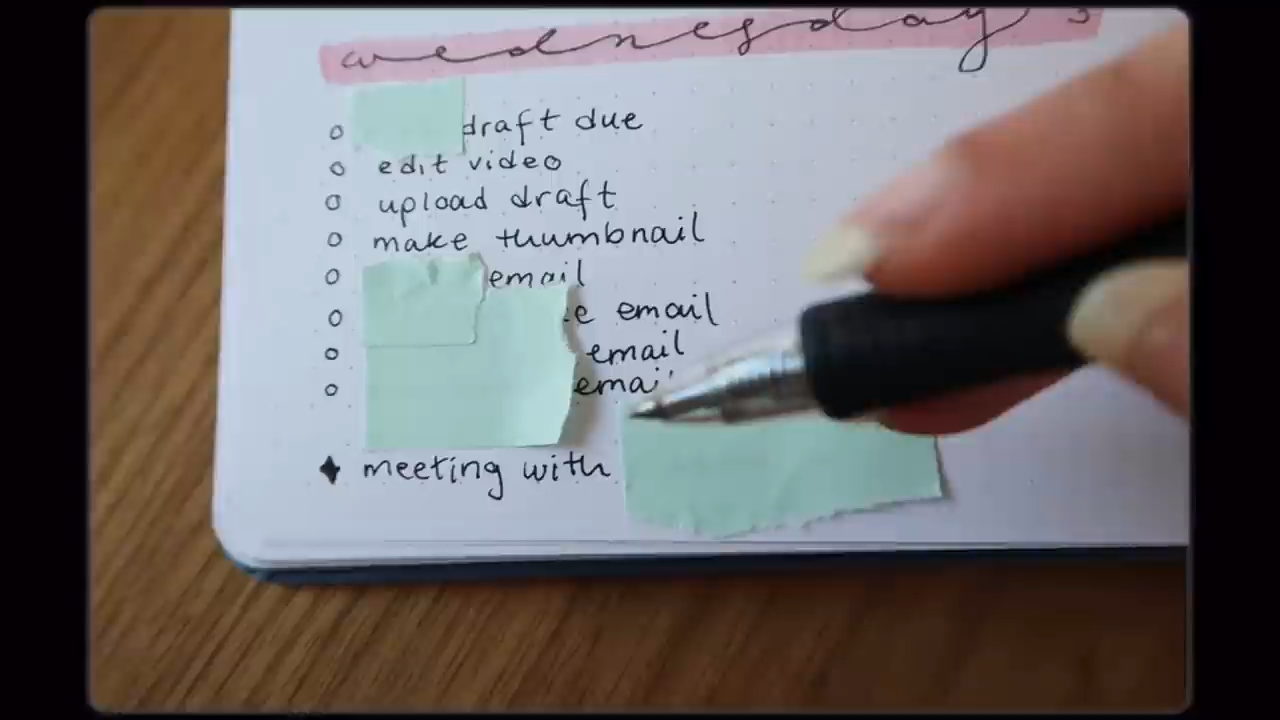 wednesday
draft due
edit video
upload draft
make thumbnail
email
email
email
meeting with